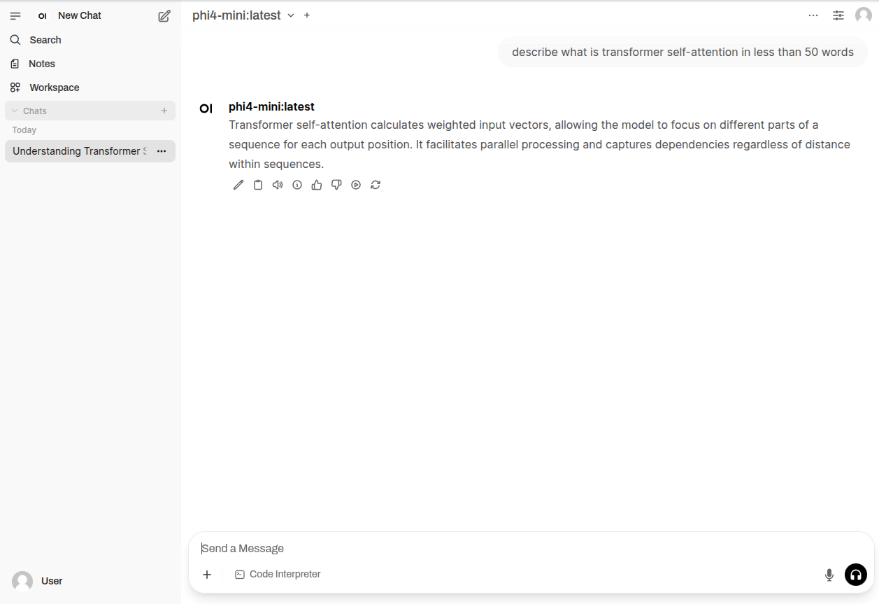 OI New Chat
Search
Notes
Workspace
Chats
Today
Understanding Transformer
User
phi4-mini:latest
describe what is transformer self-attention in less than 50 words
OI phi4-mini:latest
Transformer self-attention calculates weighted input vectors, allowing the model to focus on different parts of a
sequence for each output position. It facilitates parallel processing and captures dependencies regardless of distance
within sequences.
Send a Message
Code Interpreter